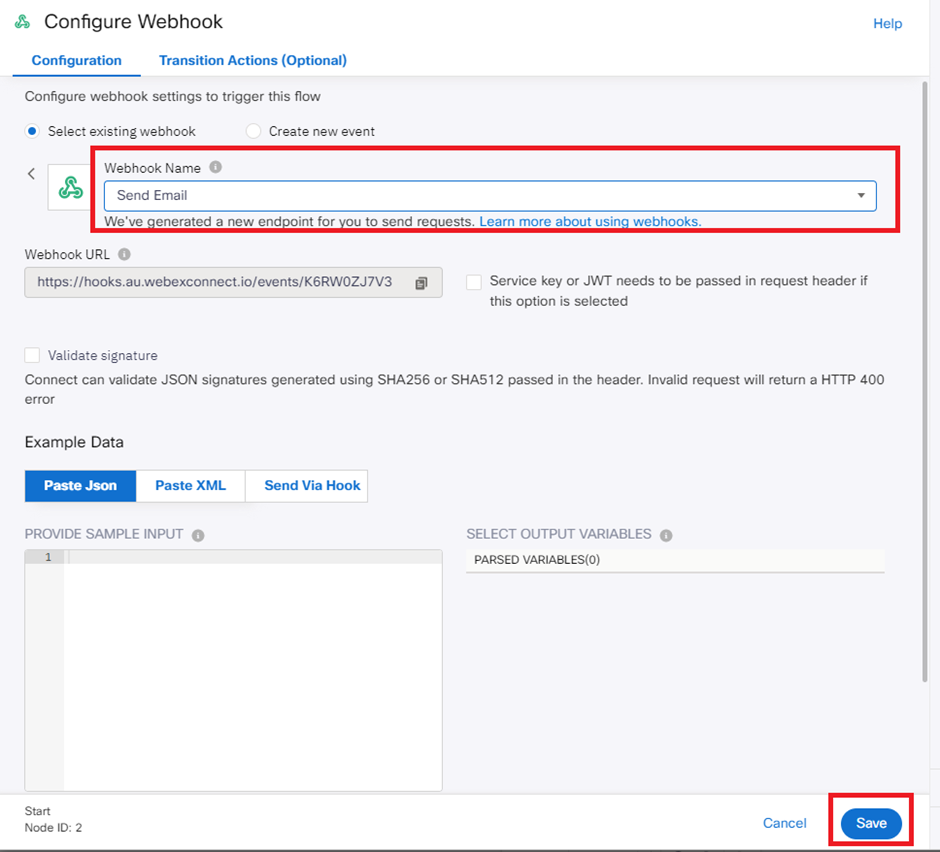 Configure Webhook
Help
Configuration
Transition Actions (Optional)
Configure webhook settings to trigger this flow
Select existing webhook
Create new event
Webhook Name
Send Email
We've generated a new endpoint for you to send requests. Learn more about using webhooks.
Webhook URL
https://hooks.au.webexconnect.io/events/K6RW0ZJ7V3
Service key or JWT needs to be passed in request header if
this option is selected
Validate signature
Connect can validate JSON signatures generated using SHA256 or SHA512 passed in the header. Invalid request will return a HTTP 400
error
Example Data
Paste Json
Paste XML
Send Via Hook
PROVIDE SAMPLE INPUT
SELECT OUTPUT VARIABLES
1
PARSED VARIABLES(0)
Start
Node ID: 2
Cancel
Save